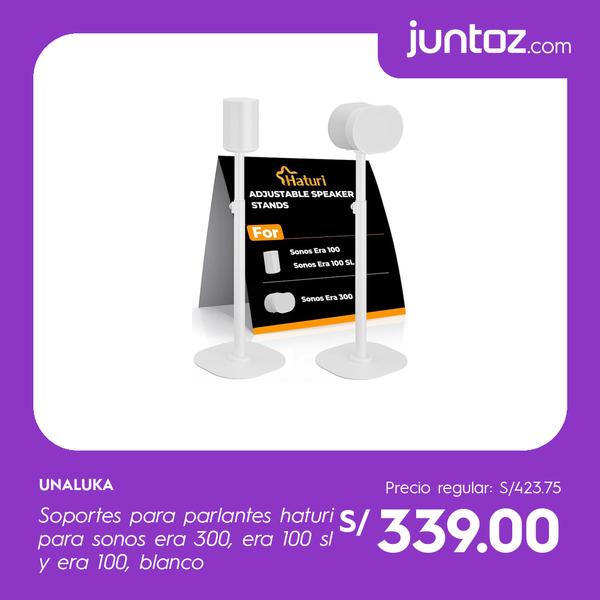 juntoz.com
Haturi
ADJUSTABLE SPEAKER
STANDS
For
Sonos Era 100
Sonos Era 100 SL
Sonos Era 300
UNALUKA
Precio regular: S/423.75
Soportes para parlantes haturi
para sonos era 300, era 100 sl
y era 100, blanco
S/ 339.00